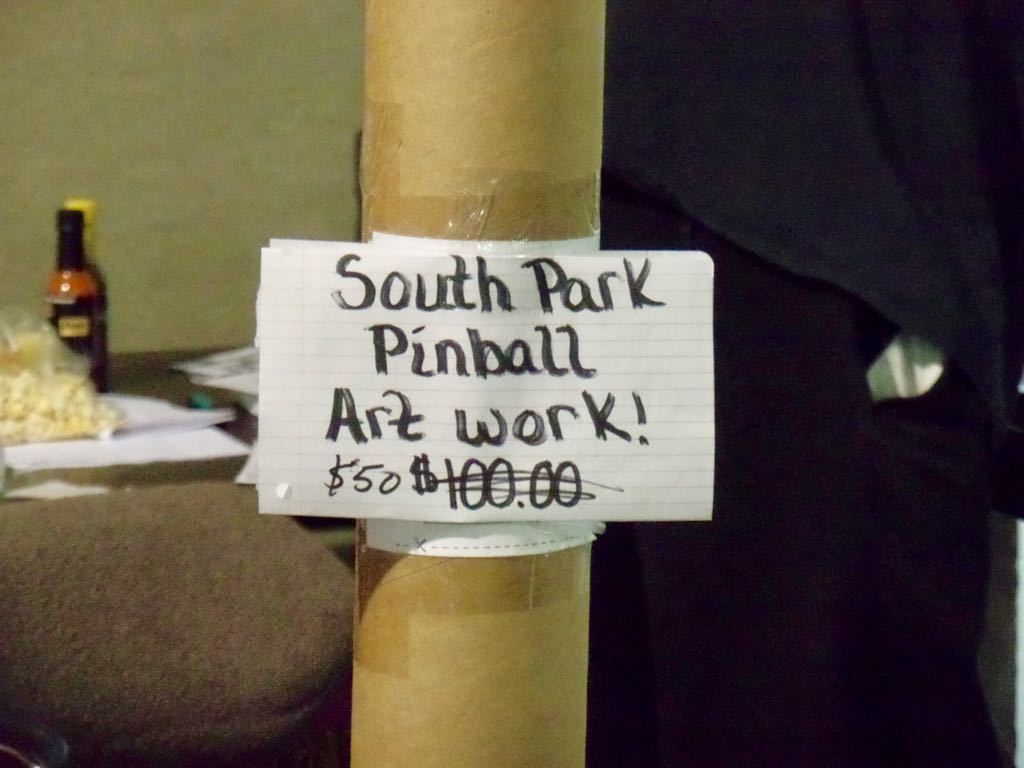 South Park
Pinball
Art work!
$50 $100.00
x